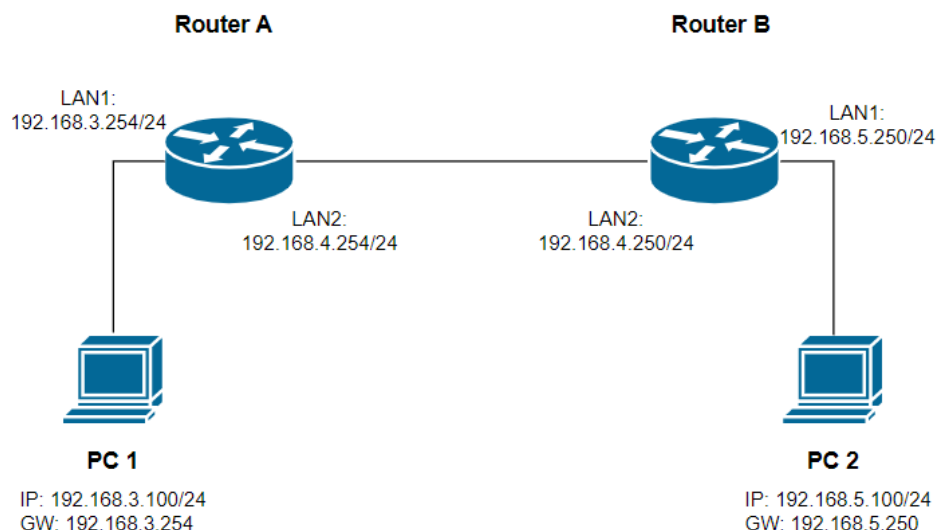 Router A
Router B
LAN1:
192.168.3.254/24
LAN1:
192.168.5.250/24
LAN2:
192.168.4.254/24
LAN2:
192.168.4.250/24
PC 1
IP: 192.168.3.100/24
GW: 192.168.3.254
PC 2
IP: 192.168.5.100/24
GW: 192.168.5.250